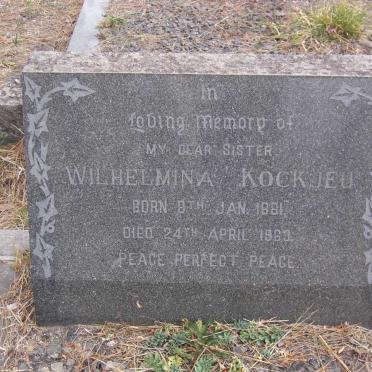 In
Loving Memory of
MY DEAR SISTER
WILHELMINA KOCKJEU
BORN 8TH JAN. 1881.
DIED 24TH APRIL 1963.
PEACE PERFECT PEACE.